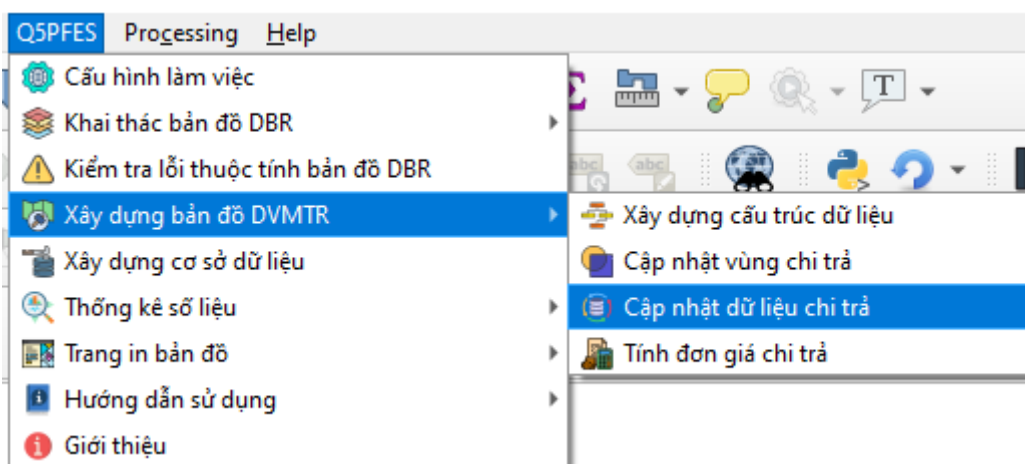 Q5PFES Processing Help
Cấu hình làm việc
Khai thác bản đồ DBR
Kiểm tra lỗi thuộc tính bản đồ DBR
Xây dựng bản đồ DVMTR
Xây dựng cơ sở dữ liệu
Thống kê số liệu
Trang in bản đồ
Hướng dẫn sử dụng
Giới thiệu
T
abc
abc
Xây dựng cấu trúc dữ liệu
Cập nhật vùng chi trả
Cập nhật dữ liệu chi trả
Tính đơn giá chi trả